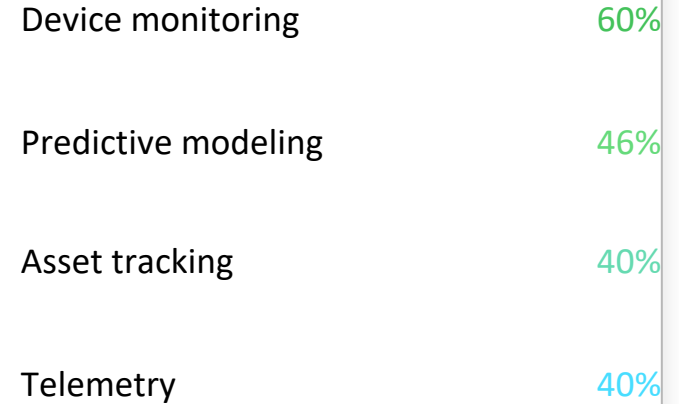 Device monitoring 60%
Predictive modeling 46%
Asset tracking 40%
Telemetry 40%